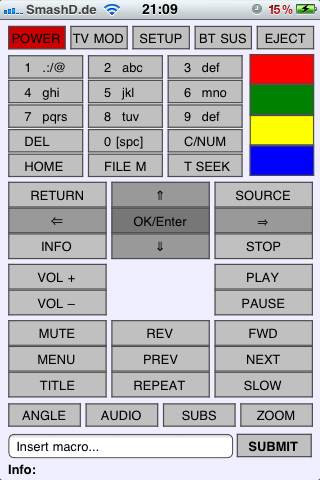 SmashD.de 21:09 15%
POWER TV MOD SETUP BT SUS EJECT
1 .:/@ 2 abc 3 def
4 ghi 5 jkl 6 mno
7 pqrs 8 tuv 9 def
DEL 0 [spc] C/NUM
HOME FILE M T SEEK
RETURN ⇑ SOURCE
⇐ OK/Enter ⇒
INFO ⇓ STOP
VOL + PLAY
VOL – PAUSE
MUTE REV FWD
MENU PREV NEXT
TITLE REPEAT SLOW
ANGLE AUDIO SUBS ZOOM
Insert macro... SUBMIT
Info: